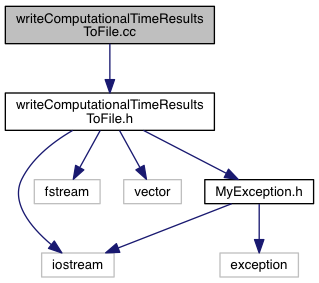 writeComputationalTimeResults
ToFile.cc
writeComputationalTimeResults
ToFile.h
fstream
vector
MyException.h
iostream
exception